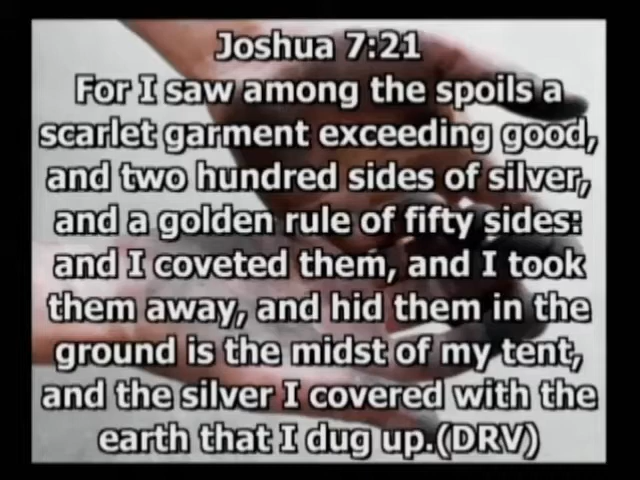 Joshua 7:21
For I saw among the spoils a
scarlet garment exceeding good,
and two hundred sides of silver,
and a golden rule of fifty sides:
and I coveted them, and I took
them away, and hid them in the
ground is the midst of my tent,
and the silver I covered with the
earth that I dug up.(DRV)